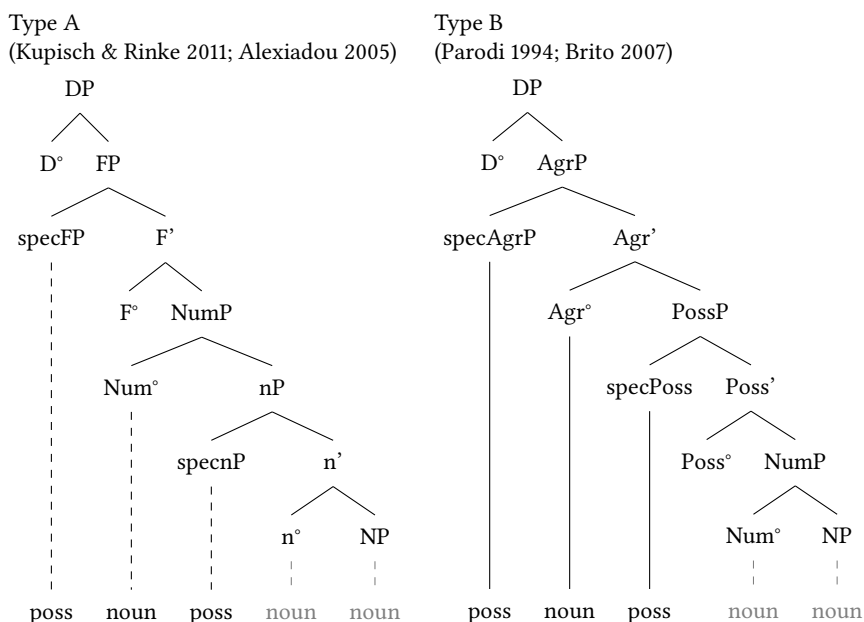 Type A
(Kupisch & Rinke 2011; Alexiadou 2005)
DP
D° FP
specFP F’
F° NumP
Num° nP
specnP n’
n° NP
poss noun poss noun noun
Type B
(Parodi 1994; Brito 2007)
DP
D° AgrP
specAgrP Agr’
Agr° PossP
specPoss Poss’
Poss° NumP
Num° NP
poss noun poss noun noun